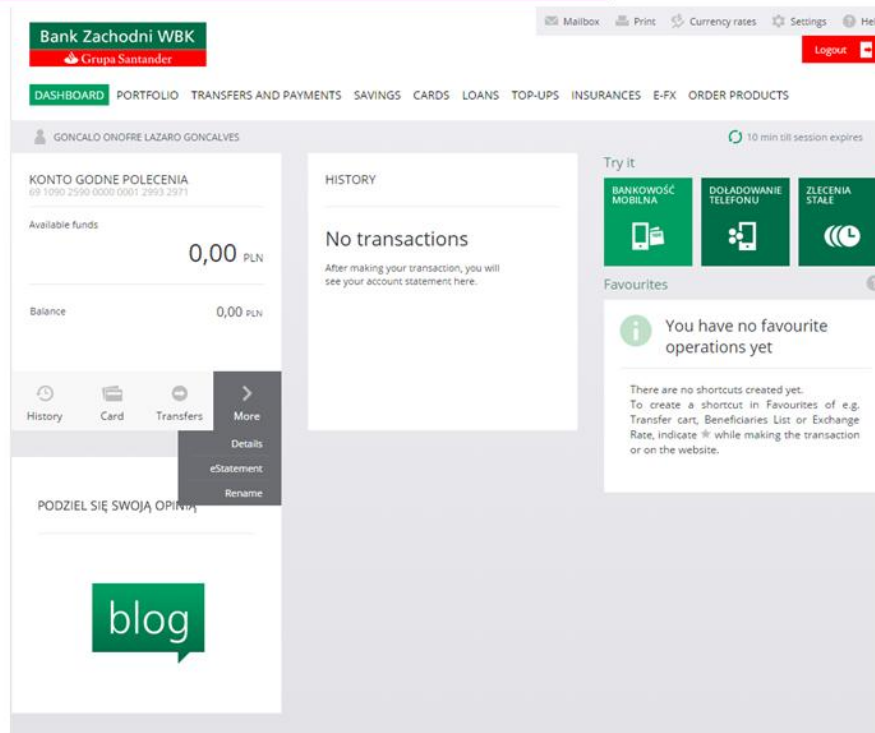 Bank Zachodni WBK
Grupa Santander
Mailbox Print Currency rates Settings
Logout
DASHBOARD PORTFOLIO TRANSFERS AND PAYMENTS SAVINGS CARDS LOANS TOP-UPS INSURANCES E-FX ORDER PRODUCTS
GONCALO ONOFRE LAZARO GONCALVES
10 min till session expires
KONTO GODNE POLECENIA
69 1090 2590 0000 0001 2993 2971
Available funds
0,00 PLN
Balance 0,00 PLN
History Card Transfers More
Details
eStatement
Rename
PODZIEL SIĘ SWOJĄ OPINIĄ
blog
HISTORY
No transactions
After making your transaction, you will
see your account statement here.
Try it
BANKOWOŚĆ
MOBILNA
DOŁADOWANIE
TELEFONU
ZLECENIA
STAŁE
Favourites
You have no favourite
operations yet
There are no shortcuts created yet.
To create a shortcut in Favourites of e.g.
Transfer cart, Beneficiaries List or Exchange
Rate, indicate ★ while making the transaction
or on the website.